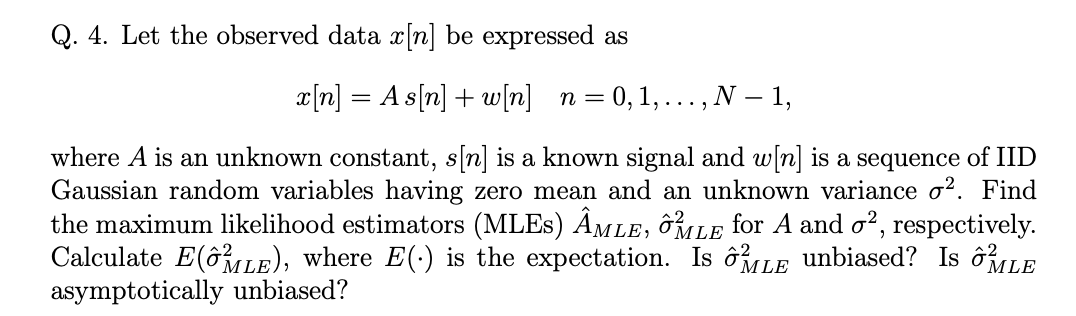 Q. 4. Let the observed data x[n] be expressed as
x[n] = A s[n] + w[n]   n = 0, 1, . . . , N − 1,
where A is an unknown constant, s[n] is a known signal and w[n] is a sequence of IID
Gaussian random variables having zero mean and an unknown variance σ². Find
the maximum likelihood estimators (MLEs) Â_MLE, σ̂²_MLE for A and σ², respectively.
Calculate E(σ̂²_MLE), where E(·) is the expectation. Is σ̂²_MLE unbiased? Is σ̂²_MLE
asymptotically unbiased?